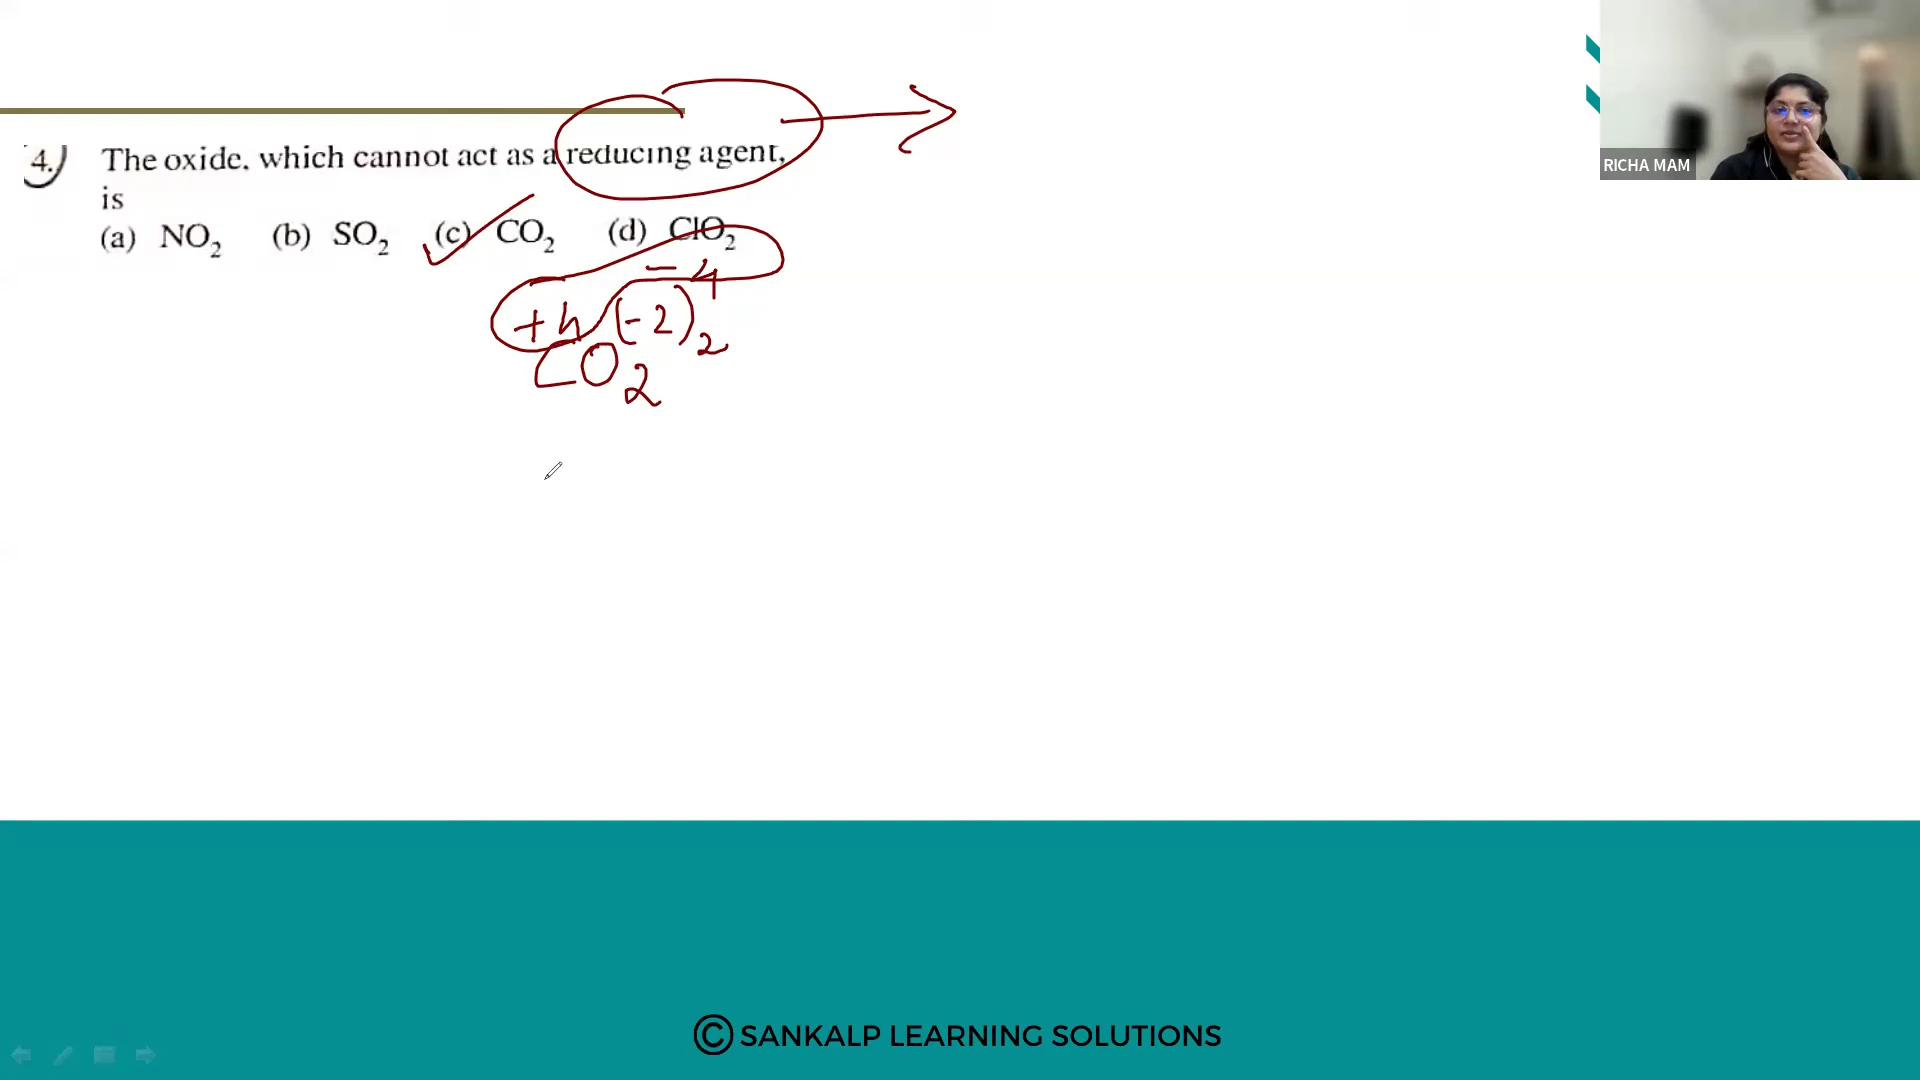 4. The oxide, which cannot act as a reducing agent,
is
(a) NO₂ (b) SO₂ (c) CO₂ (d) ClO₂
-4
+4 (-2)₂
CO₂
RICHA MAM
© SANKALP LEARNING SOLUTIONS